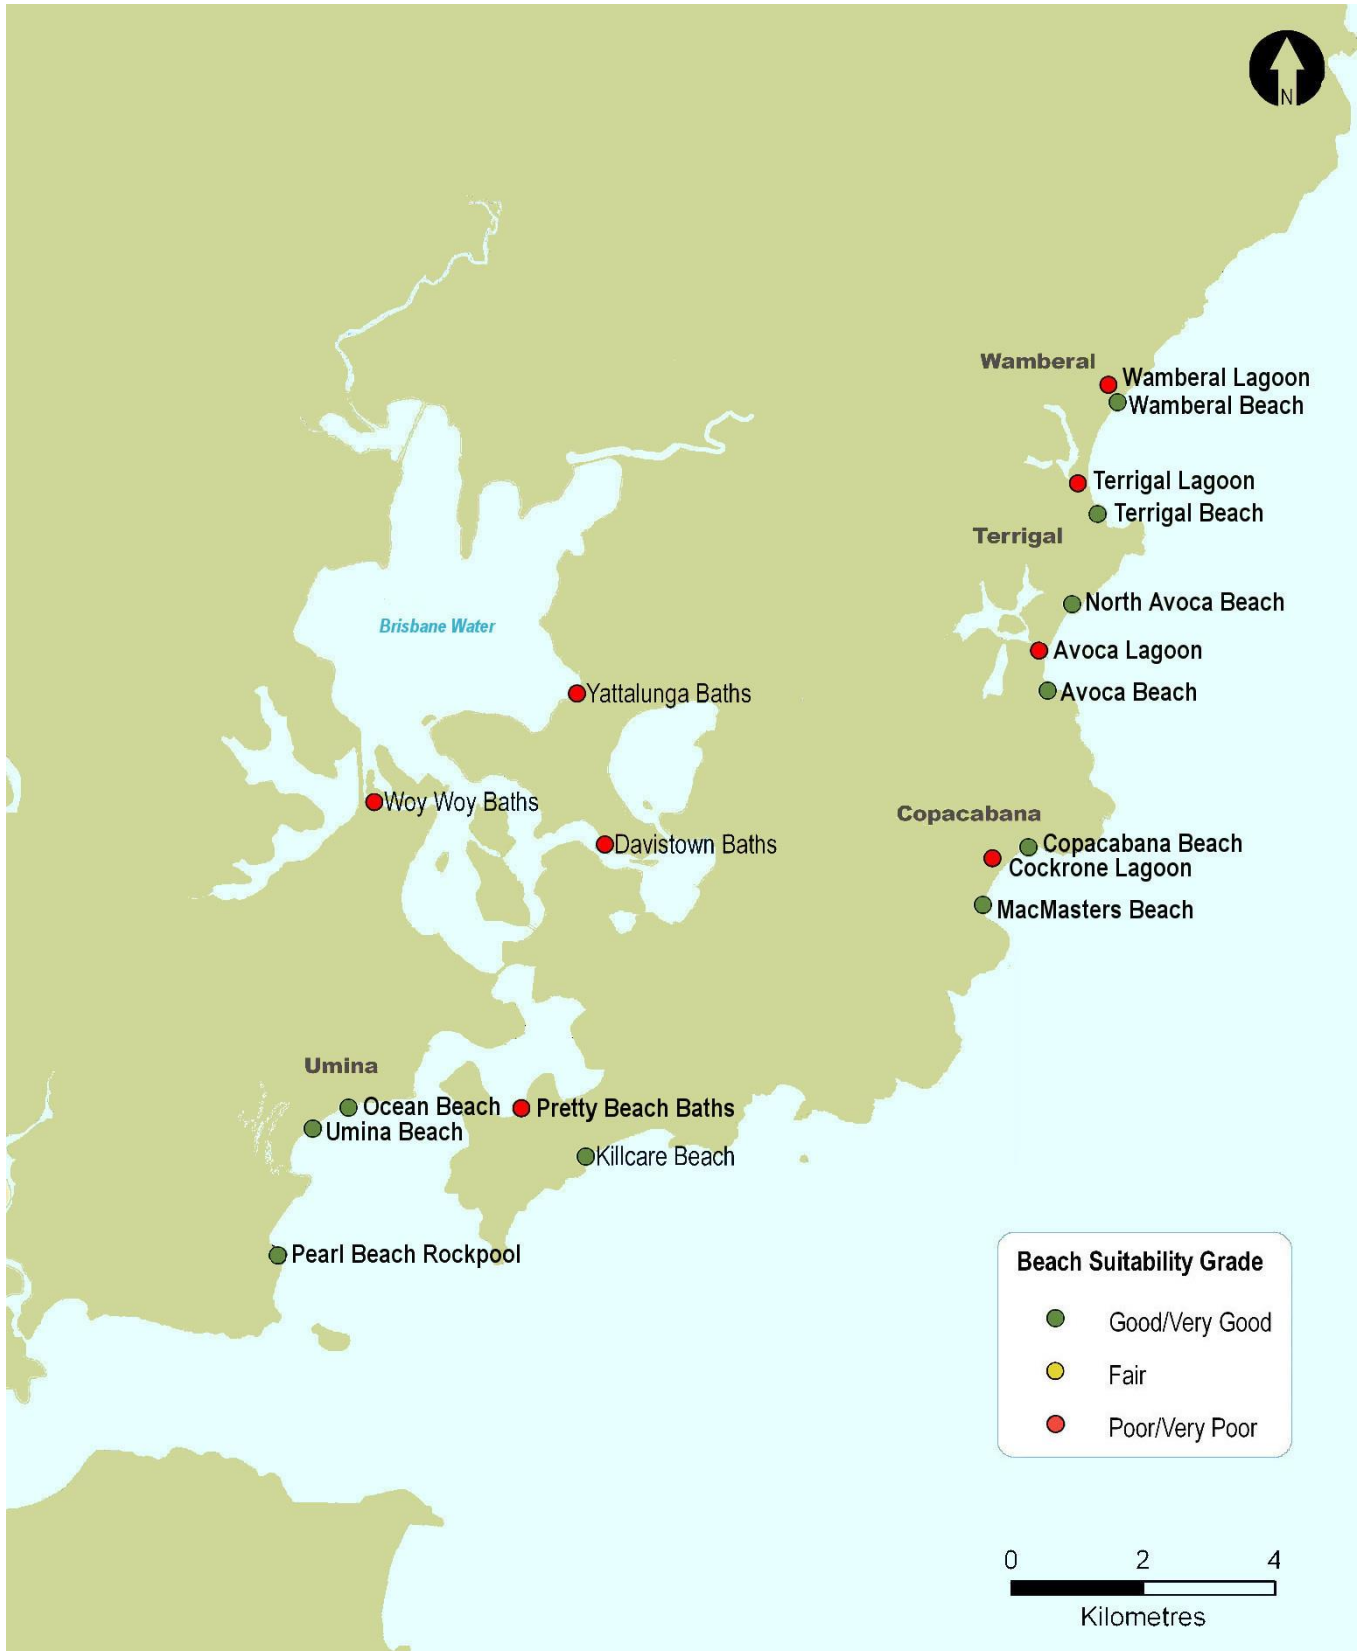 N
Wamberal
Wamberal Lagoon
Wamberal Beach
Terrigal Lagoon
Terrigal Beach
Terrigal
North Avoca Beach
Brisbane Water
Avoca Lagoon
Avoca Beach
Yattalunga Baths
Woy Woy Baths
Copacabana
Copacabana Beach
Davistown Baths
Cockrone Lagoon
MacMasters Beach
Umina
Ocean Beach
Pretty Beach Baths
Umina Beach
Killcare Beach
Pearl Beach Rockpool
Beach Suitability Grade
Good/Very Good
Fair
Poor/Very Poor
0 2 4
Kilometres